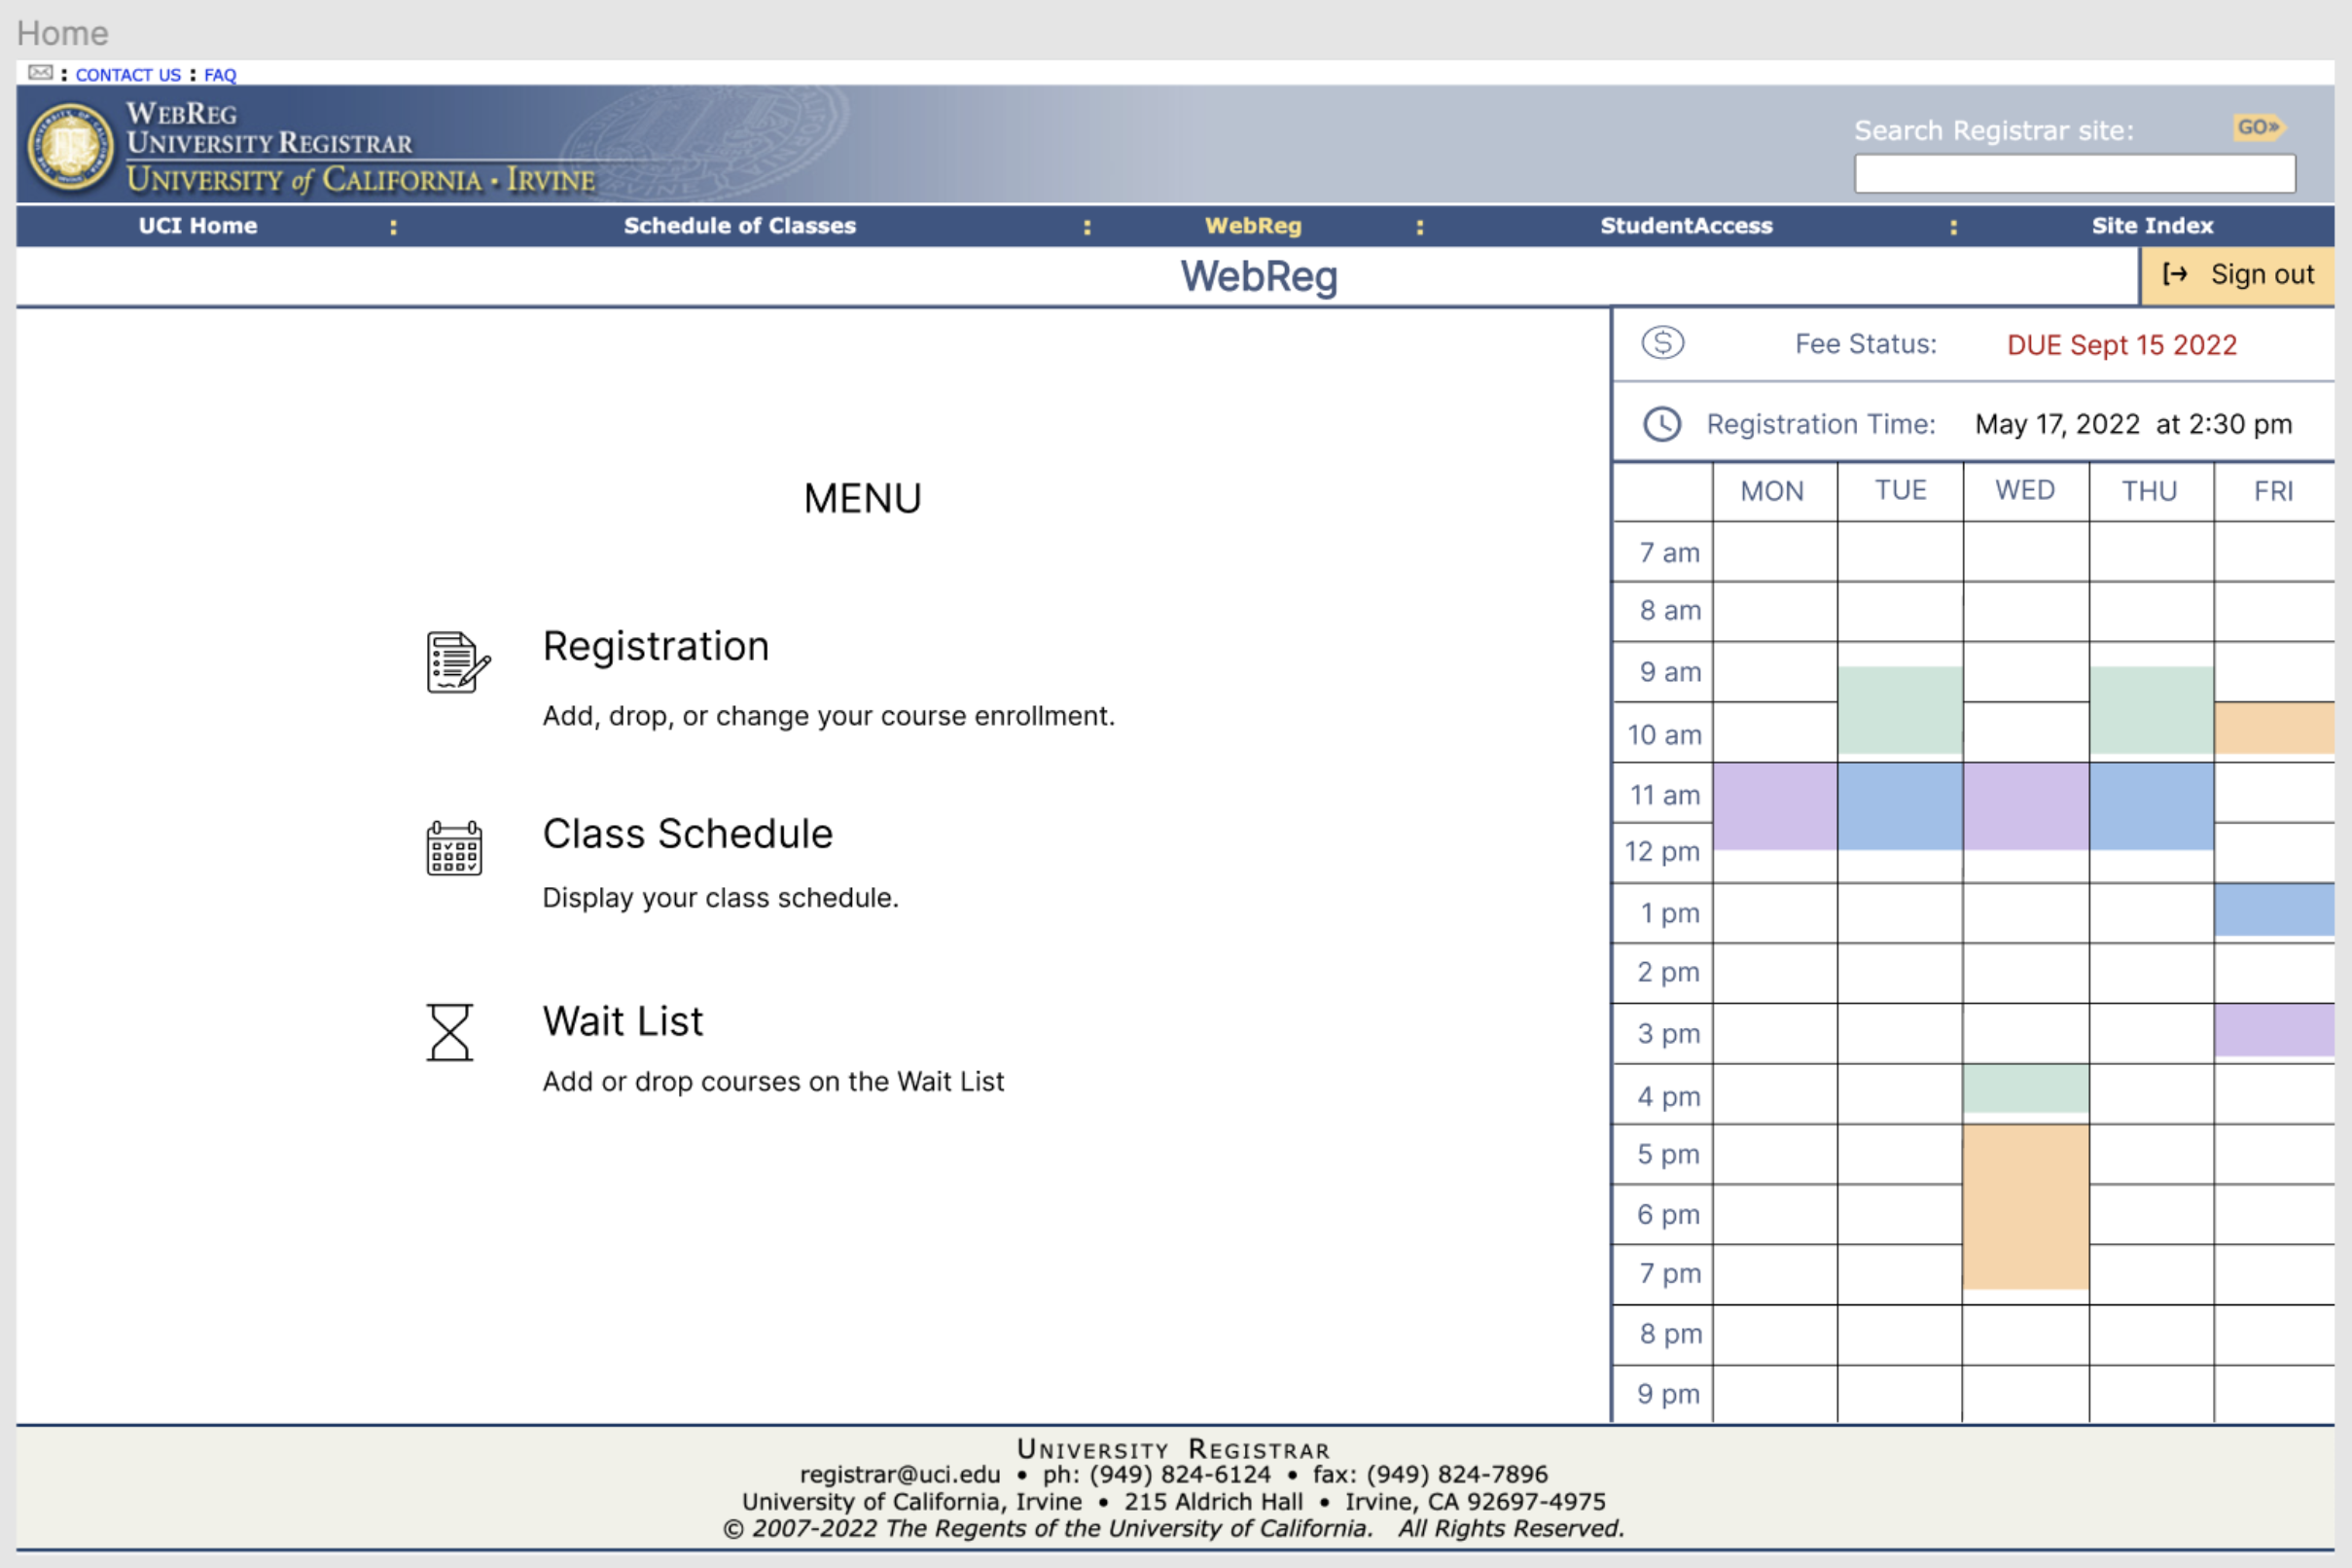 Home
: CONTACT US : FAQ
WEBREG
UNIVERSITY REGISTRAR
UNIVERSITY of CALIFORNIA · IRVINE
Search Registrar site: GO»
UCI Home : Schedule of Classes : WebReg : StudentAccess : Site Index
WebReg
Sign out
Fee Status: DUE Sept 15 2022
Registration Time: May 17, 2022 at 2:30 pm
MENU
Registration
Add, drop, or change your course enrollment.
Class Schedule
Display your class schedule.
Wait List
Add or drop courses on the Wait List
MON TUE WED THU FRI
7 am
8 am
9 am
10 am
11 am
12 pm
1 pm
2 pm
3 pm
4 pm
5 pm
6 pm
7 pm
8 pm
9 pm
UNIVERSITY REGISTRAR
registrar@uci.edu • ph: (949) 824-6124 • fax: (949) 824-7896
University of California, Irvine • 215 Aldrich Hall • Irvine, CA 92697-4975
© 2007-2022 The Regents of the University of California. All Rights Reserved.